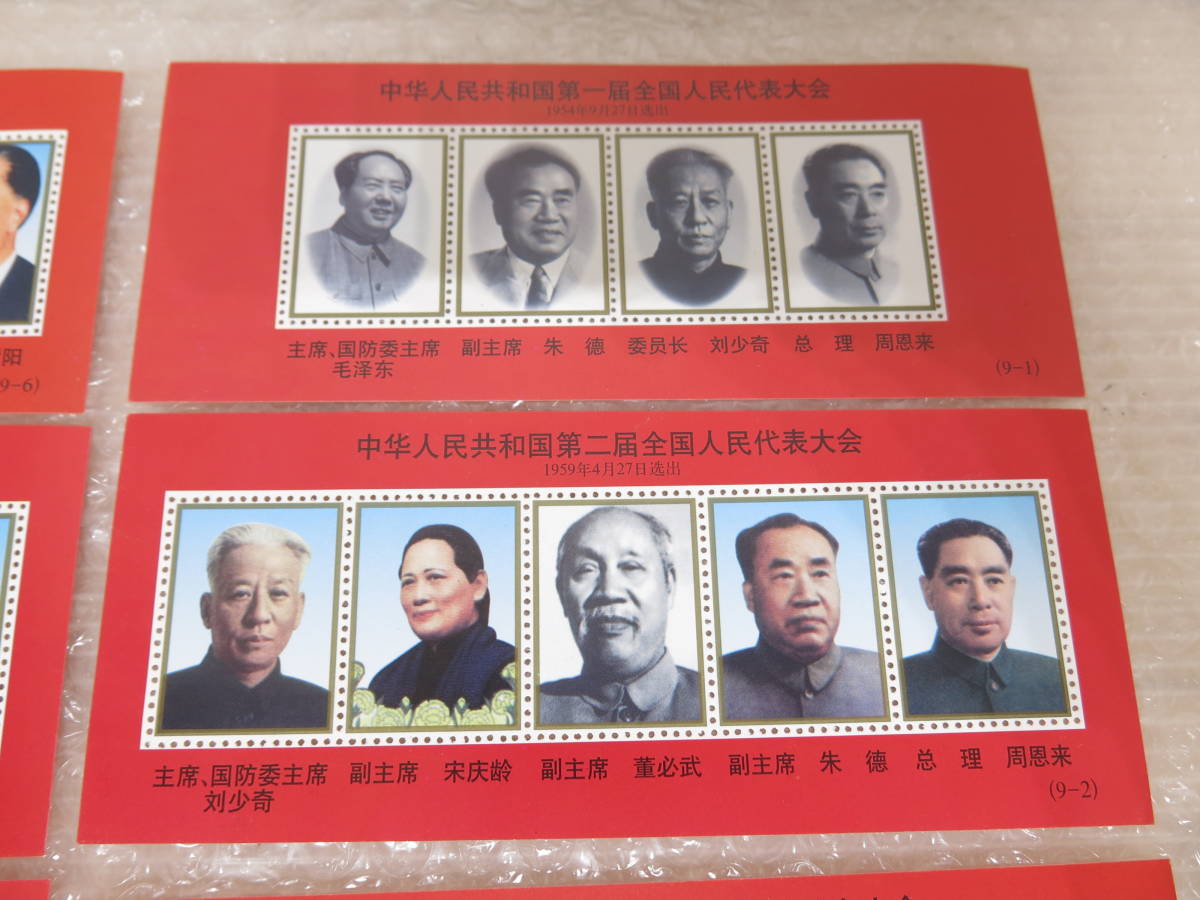 中华人民共和国第一届全国人民代表大会
1954年9月27日选出
主席、国防委主席 副主席 朱 德 委员长 刘少奇 总 理 周恩来
毛泽东
(9-1)
阳
9-6)
中华人民共和国第二届全国人民代表大会
1959年4月27日选出
主席、国防委主席 副主席 宋庆龄 副主席 董必武 副主席 朱 德 总 理 周恩来
刘少奇
(9-2)